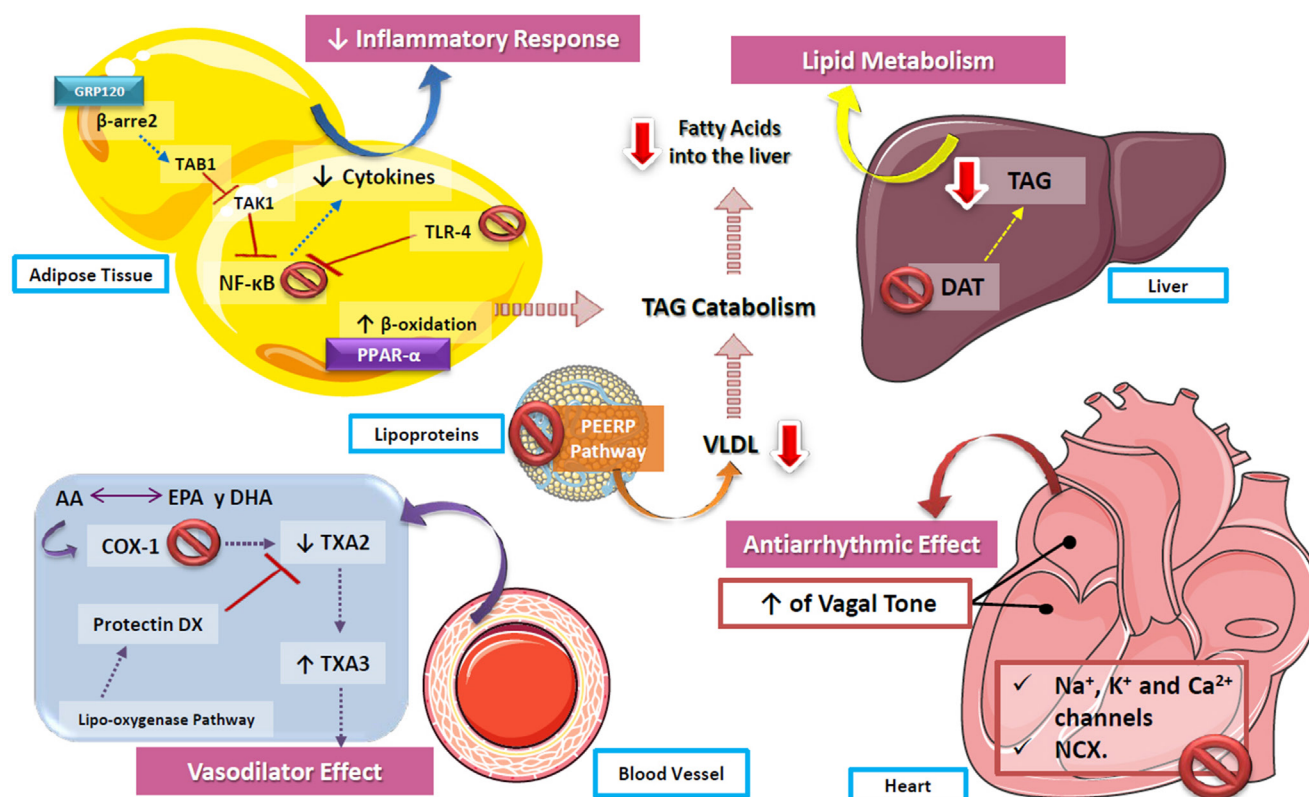 ↓ Inflammatory Response
Lipid Metabolism
GRP120
β-arre2
TAB1
TAK1
↓ Cytokines
TLR-4
NF-κB
↑ β-oxidation
PPAR-α
Adipose Tissue
Fatty Acids
into the liver
TAG Catabolism
TAG
DAT
Liver
Lipoproteins
PEERP
Pathway
VLDL
AA
EPA y DHA
COX-1
↓ TXA2
Protectin DX
↑ TXA3
Lipo-oxygenase Pathway
Vasodilator Effect
Blood Vessel
Antiarrhythmic Effect
↑ of Vagal Tone
✓ Na⁺, K⁺ and Ca²⁺
channels
✓ NCX.
Heart